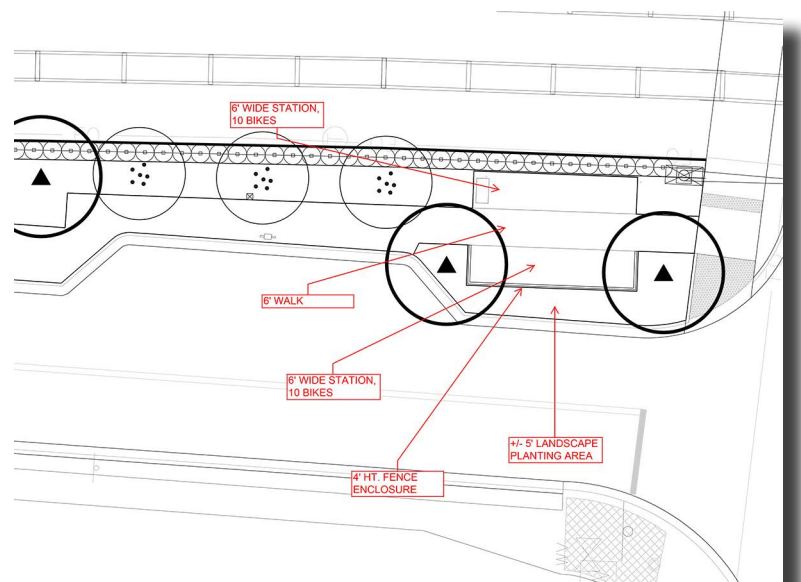 6' WIDE STATION,
10 BIKES
6' WALK
6' WIDE STATION,
10 BIKES
+/- 5' LANDSCAPE
PLANTING AREA
4' HT. FENCE
ENCLOSURE